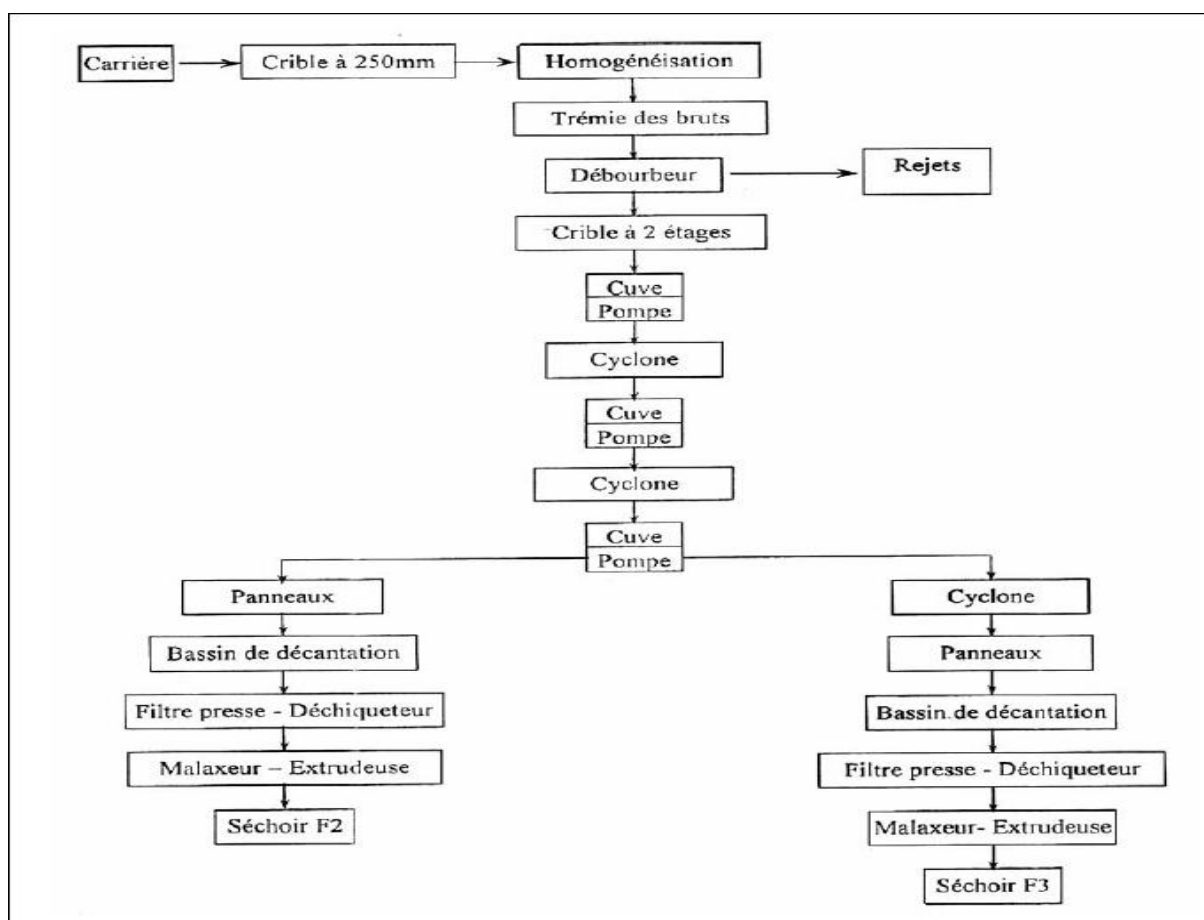 Carrière
Crible à 250mm
Homogénéisation
Trémie des bruts
Débourbeur
Rejets
Crible à 2 étages
Cuve
Pompe
Cyclone
Cuve
Pompe
Cyclone
Cuve
Pompe
Panneaux
Bassin de décantation
Filtre presse - Déchiqueteur
Malaxeur – Extrudeuse
Séchoir F2
Cyclone
Panneaux
Bassin de décantation
Filtre presse - Déchiqueteur
Malaxeur- Extrudeuse
Séchoir F3